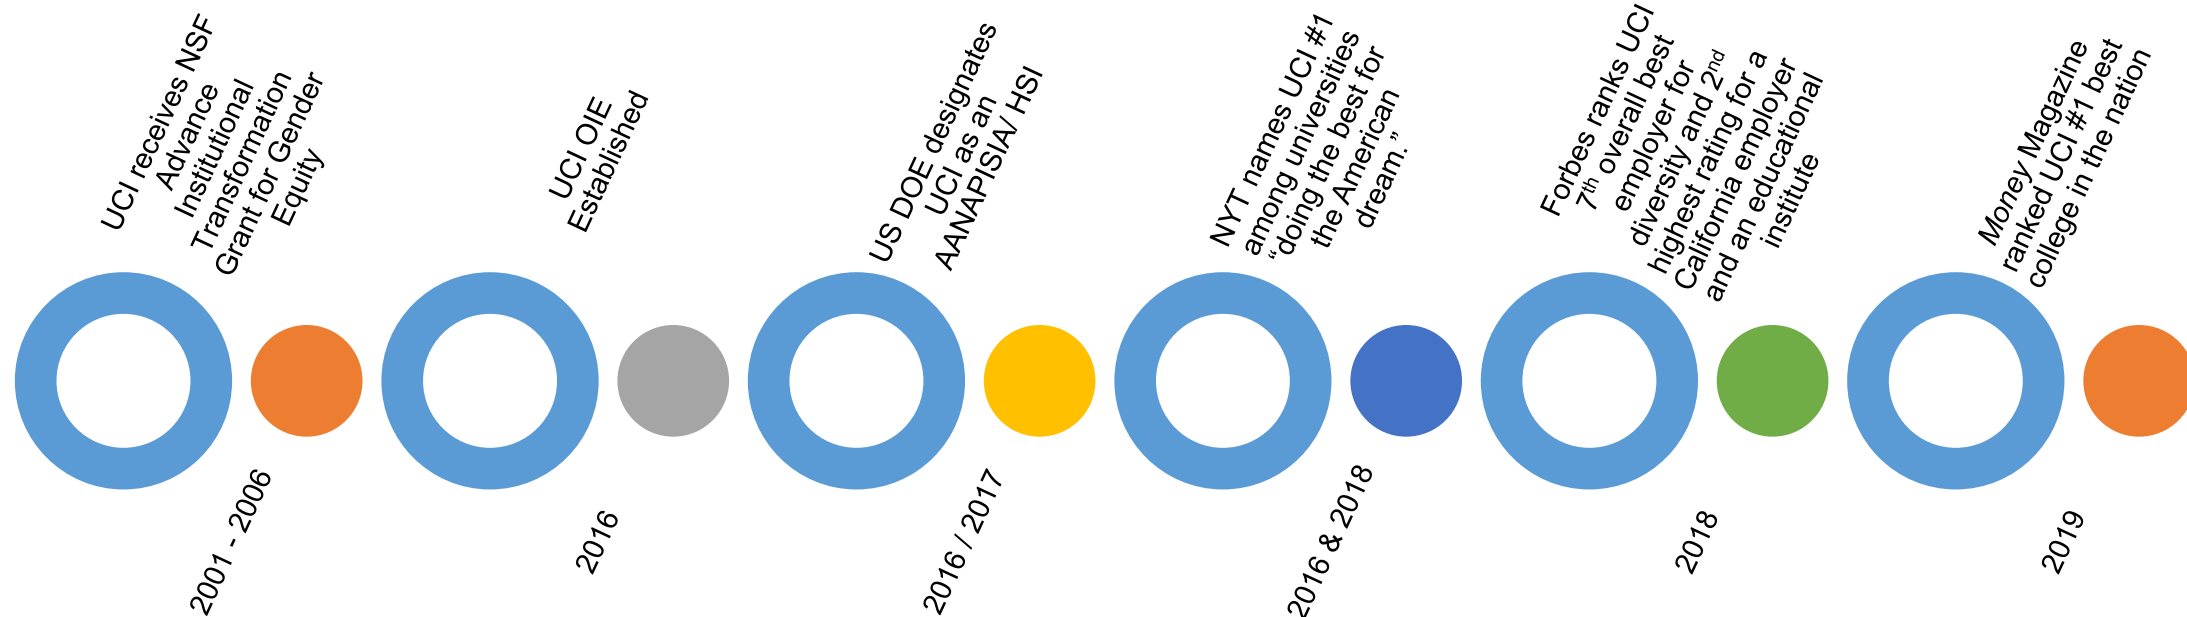 UCI receives NSF
Advance
Institutional
Transformation
Grant for Gender
Equity
2001 - 2006
UCI OIE
Established
2016
US DOE designates
UCI as an
AANAPISIA/ HSI
2016 / 2017
NYT names UCI #1
among universities
“doing the best for
the American
dream.”
2016 & 2018
Forbes ranks UCI
7th overall best
employer for
diversity and 2nd
highest rating for a
California employer
and an educational
institute
2018
Money Magazine
ranked UCI #1 best
college in the nation
2019